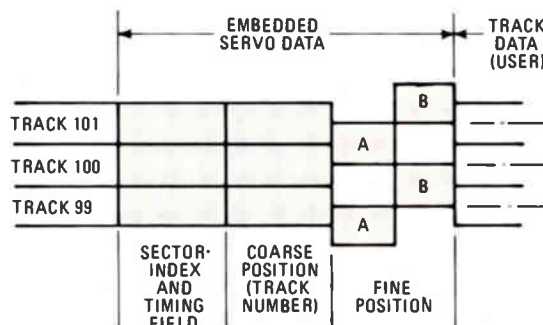 EMBEDDED
SERVO DATA
TRACK
DATA
(USER)
B
TRACK 101
A
TRACK 100
B
TRACK 99
A
SECTOR-
INDEX
AND
TIMING
FIELD
COARSE
POSITION
(TRACK
NUMBER)
FINE
POSITION